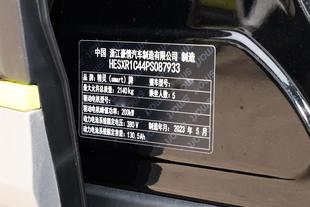 中国 浙江豪情汽车制造有限公司 制造
HESXR1C44PS087933
品牌：精灵（smart）牌 整车型号：
最大允许总质量：2140kg 乘坐人数：5
驱动电机型号：
驱动电机峰值功率：200kW
动力电池系统额定电压：380 V 制造年月：2023 年 5 月
动力电池系统额定容量：130.5Ah